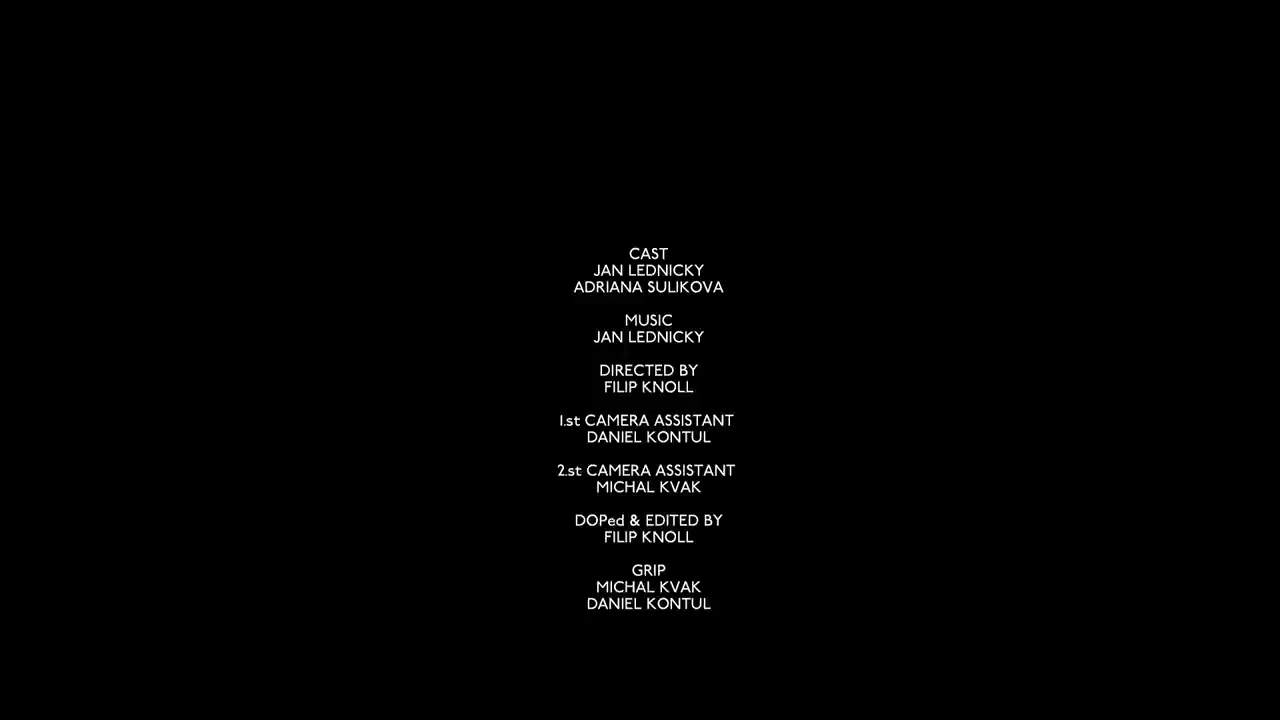 CAST
JAN LEDNICKY
ADRIANA SULIKOVA
MUSIC
JAN LEDNICKY
DIRECTED BY
FILIP KNOLL
1.st CAMERA ASSISTANT
DANIEL KONTUL
2.st CAMERA ASSISTANT
MICHAL KVAK
DOPed & EDITED BY
FILIP KNOLL
GRIP
MICHAL KVAK
DANIEL KONTUL